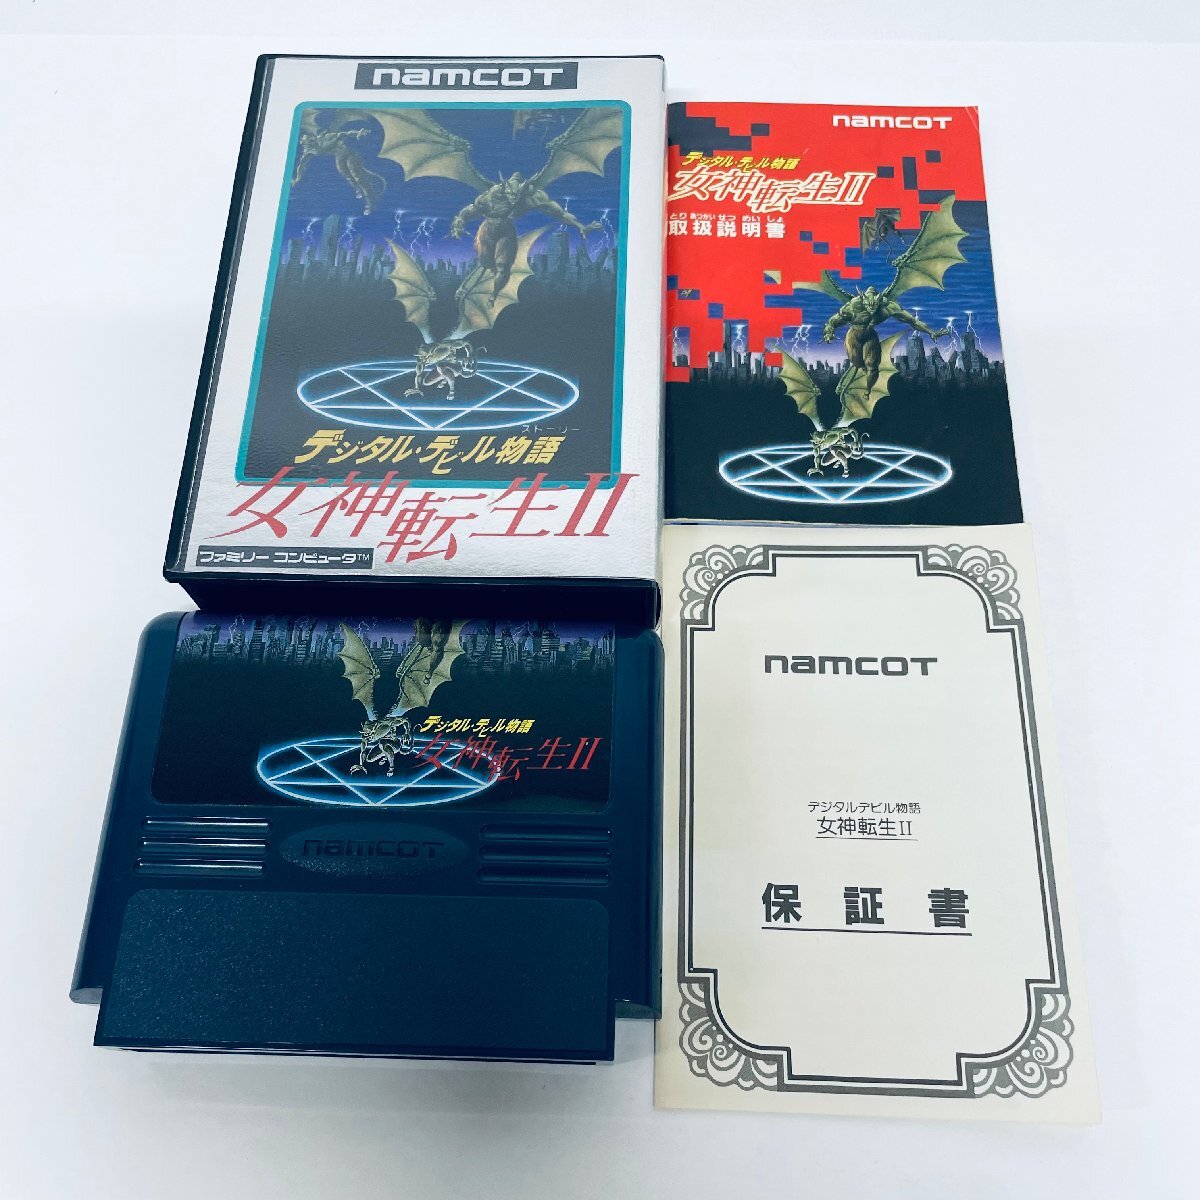 namcot
ストーリー
デジタル・デビル物語
女神転生II
ファミリーコンピュータ™
namcot
デジタル・デビル物語
女神転生II
とりあつかいせつめいしょ
取扱説明書
デジタル・デビル物語
女神転生II
namcot
namcot
デジタルデビル物語
女神転生II
保証書